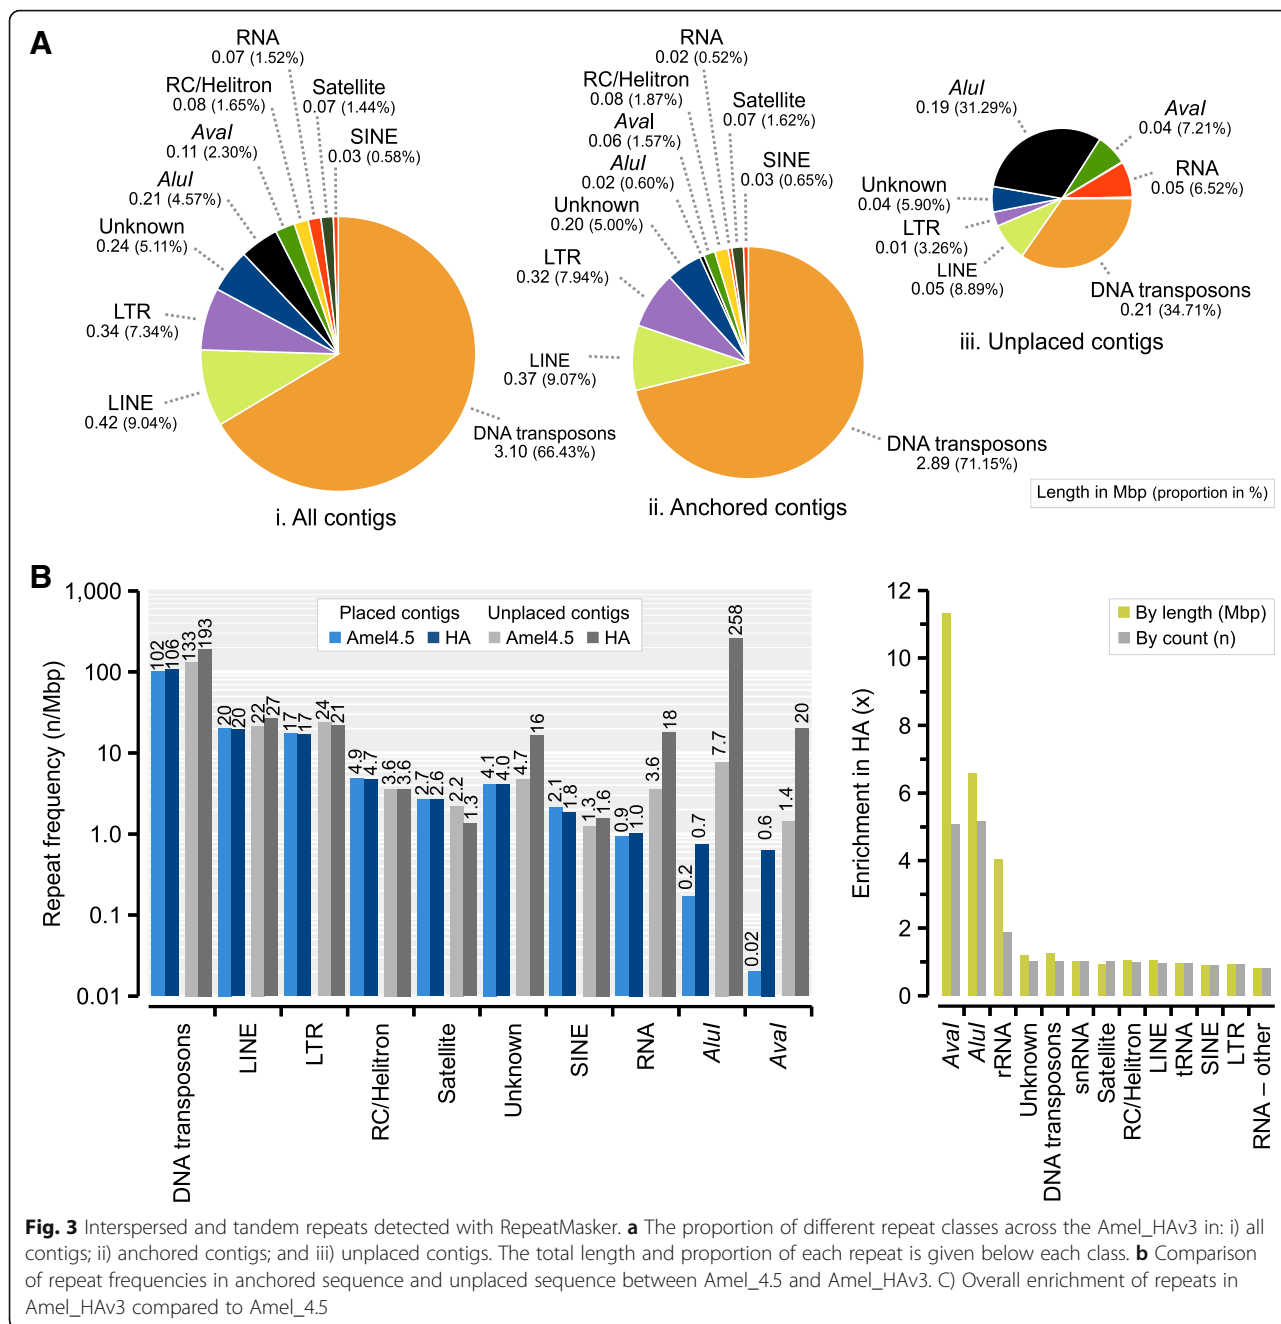 A
RNA
0.07 (1.52%)
RC/Helitron
0.08 (1.65%)
Satellite
0.07 (1.44%)
AvaI
0.11 (2.30%)
SINE
0.03 (0.58%)
AluI
0.21 (4.57%)
Unknown
0.24 (5.11%)
LTR
0.34 (7.34%)
LINE
0.42 (9.04%)
DNA transposons
3.10 (66.43%)
i. All contigs
RNA
0.02 (0.52%)
RC/Helitron
0.08 (1.87%)
Satellite
0.07 (1.62%)
AvaI
0.06 (1.57%)
SINE
0.03 (0.65%)
AluI
0.02 (0.60%)
Unknown
0.20 (5.00%)
LTR
0.32 (7.94%)
LINE
0.37 (9.07%)
DNA transposons
2.89 (71.15%)
ii. Anchored contigs
AluI
0.19 (31.29%)
AvaI
0.04 (7.21%)
RNA
0.05 (6.52%)
Unknown
0.04 (5.90%)
LTR
0.01 (3.26%)
LINE
0.05 (8.89%)
DNA transposons
0.21 (34.71%)
iii. Unplaced contigs
Length in Mbp (proportion in %)
B
Repeat frequency (n/Mbp)
1,000
100
10
1.0
0.1
0.01
Placed contigs Unplaced contigs
Amel4.5 HA Amel4.5 HA
102 106 133 193
20 20 22 27
17 17 24 21
4.9 4.7 3.6 3.6
2.7 2.6 2.2 1.3
4.1 4.0 4.7 16
2.1 1.8 1.3 1.6
0.9 1.0 3.6 18
0.2 0.7 7.7 258
0.02 0.6 1.4 20
DNA transposons
LINE
LTR
RC/Helitron
Satellite
Unknown
SINE
RNA
AluI
AvaI
Enrichment in HA (x)
12
10
8
6
4
2
0
By length (Mbp)
By count (n)
AvaI
AluI
rRNA
Unknown
DNA transposons
snRNA
Satellite
RC/Helitron
LINE
tRNA
SINE
LTR
RNA – other
Fig. 3 Interspersed and tandem repeats detected with RepeatMasker. a The proportion of different repeat classes across the Amel_HAv3 in: i) all
contigs; ii) anchored contigs; and iii) unplaced contigs. The total length and proportion of each repeat is given below each class. b Comparison
of repeat frequencies in anchored sequence and unplaced sequence between Amel_4.5 and Amel_HAv3. C) Overall enrichment of repeats in
Amel_HAv3 compared to Amel_4.5